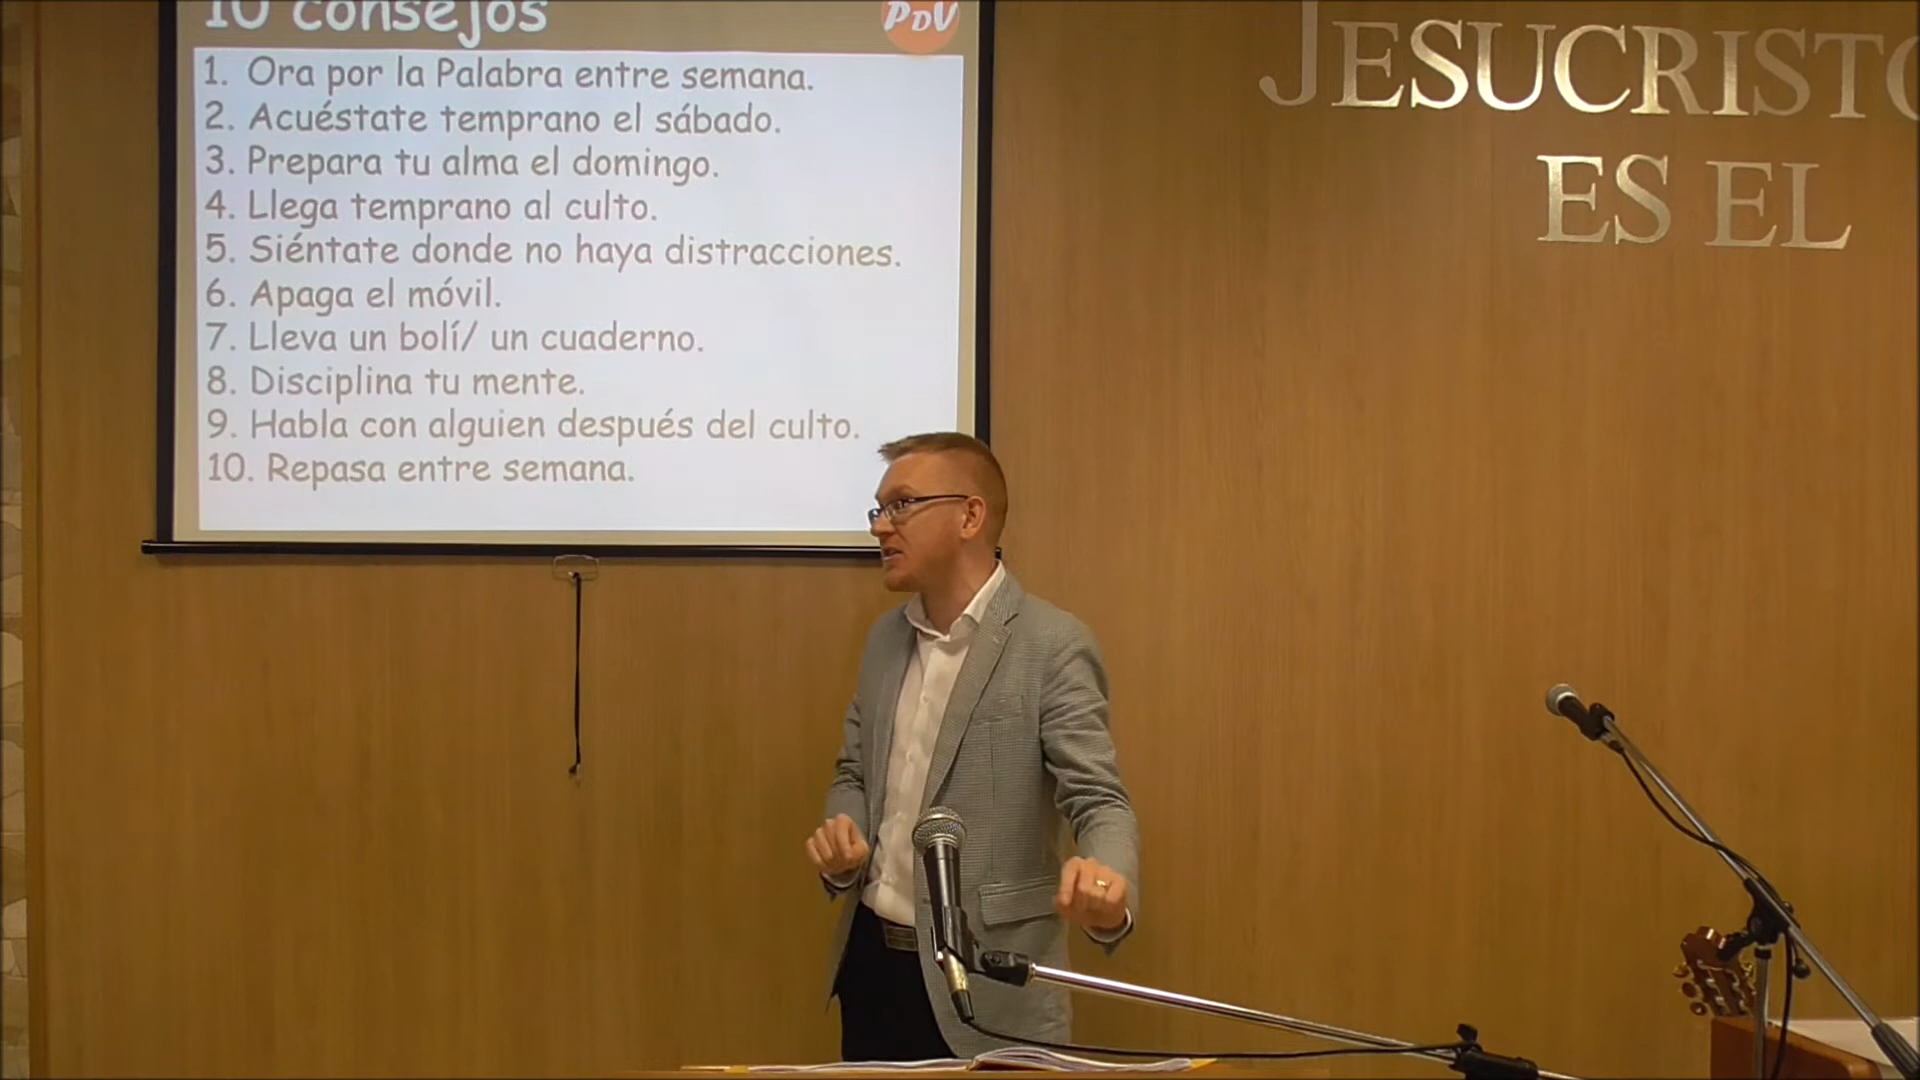 10 consejos
PDV
1. Ora por la Palabra entre semana.
2. Acuéstate temprano el sábado.
3. Prepara tu alma el domingo.
4. Llega temprano al culto.
5. Siéntate donde no haya distracciones.
6. Apaga el móvil.
7. Lleva un bolí/ un cuaderno.
8. Disciplina tu mente.
9. Habla con alguien después del culto.
10. Repasa entre semana.
JESUCRISTO
ES EL